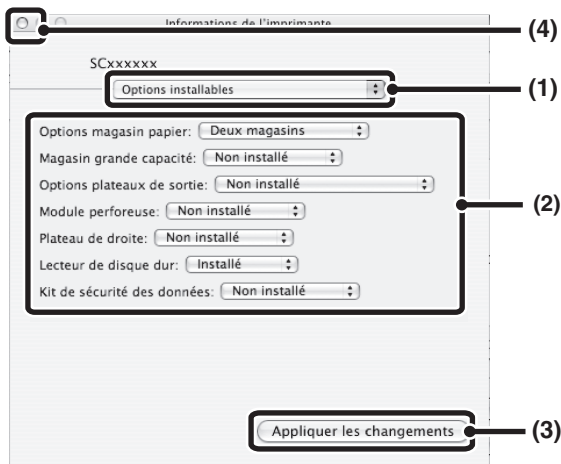 Informations de l'imprimante
(4)
SCxxxxxx
Options installables
(1)
Options magasin papier: Deux magasins
Magasin grande capacité: Non installé
Options plateaux de sortie: Non installé
(2)
Module perforeuse: Non installé
Plateau de droite: Non installé
Lecteur de disque dur: Installé
Kit de sécurité des données: Non installé
Appliquer les changements
(3)